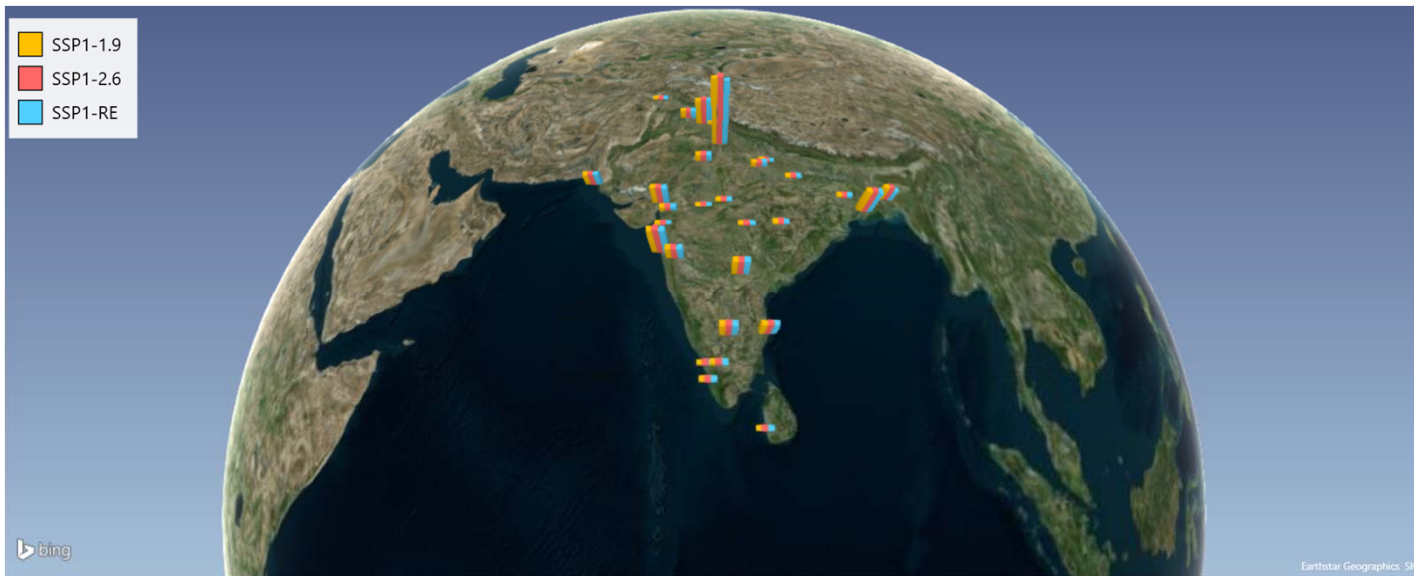 SSP1-1.9
SSP1-2.6
SSP1-RE
bing
Earthstar Geographics